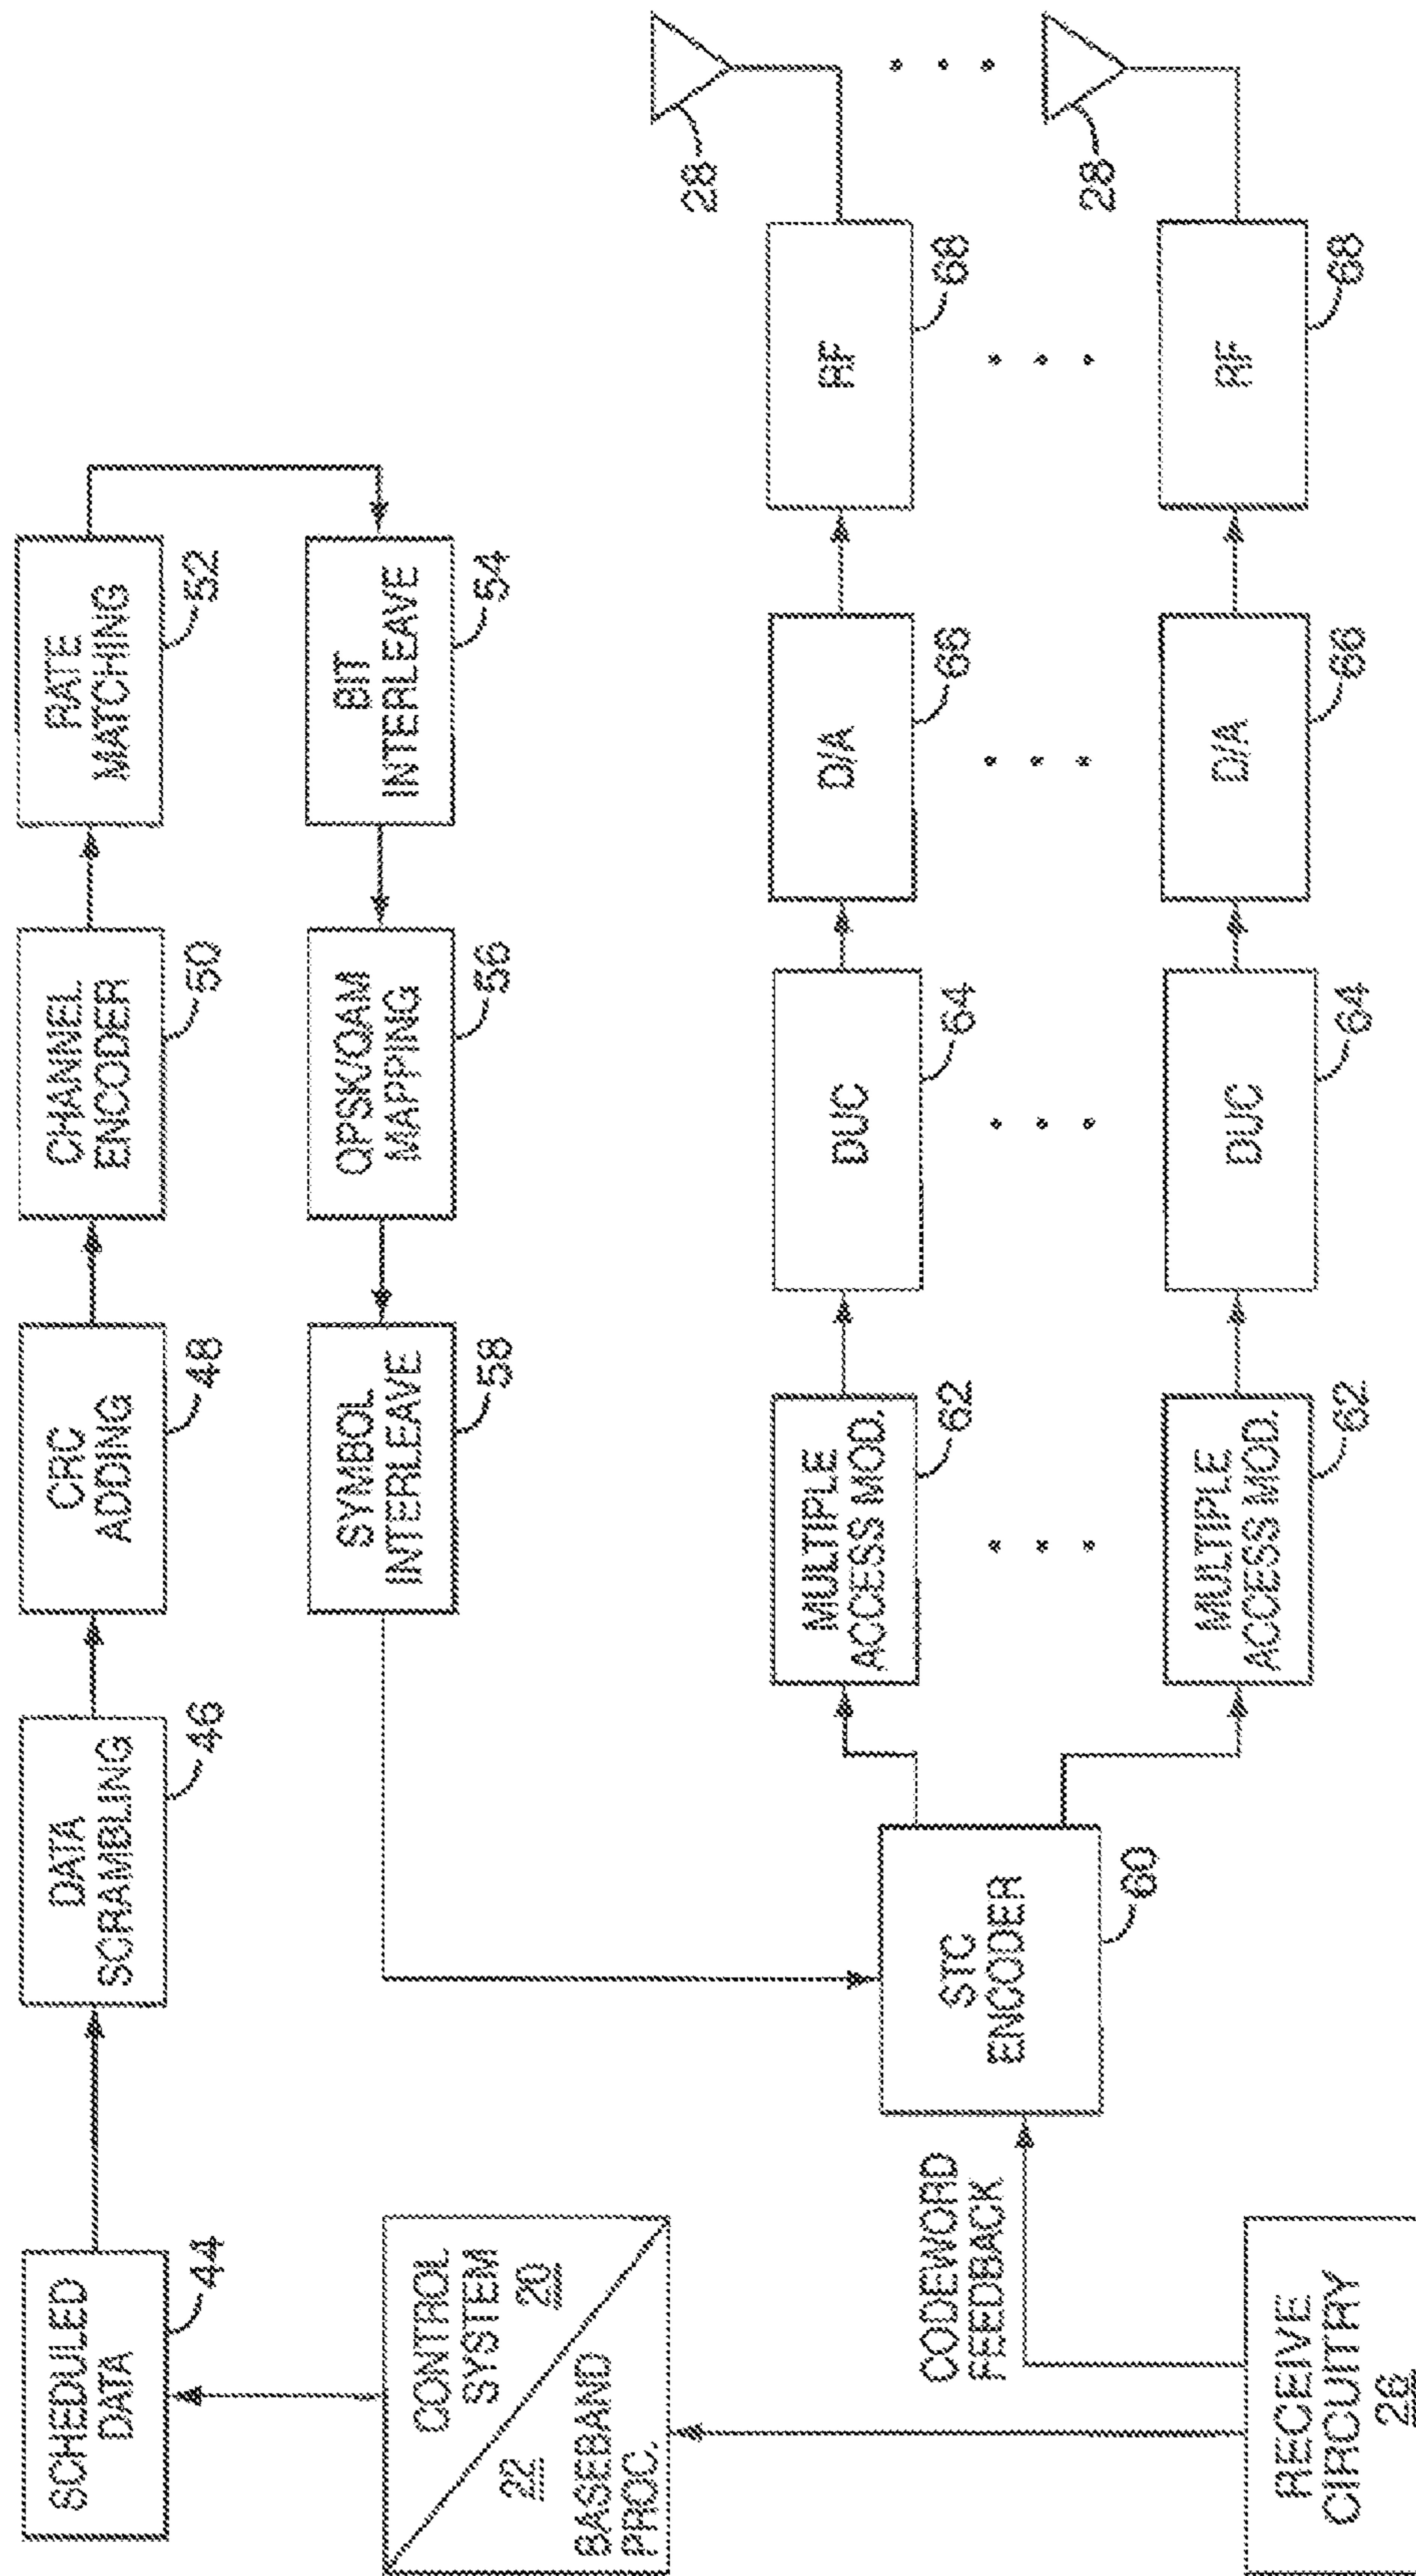 SCHEDULED
DATA
44
DATA
SCRAMBLING
46
CRC
ADDING
48
CHANNEL
ENCODER
50
RATE
MATCHING
52
CONTROL
SYSTEM
20
22
BASEBAND
PROC.
SYMBOL
INTERLEAVE
58
QPSK/QAM
MAPPING
56
BIT
INTERLEAVE
54
CODEWORD
FEEDBACK
STC
ENCODER
60
MULTIPLE
ACCESS MOD.
62
DUC
64
D/A
66
RF
68
28
MULTIPLE
ACCESS MOD.
62
DUC
64
D/A
66
RF
68
28
RECEIVE
CIRCUITRY
26